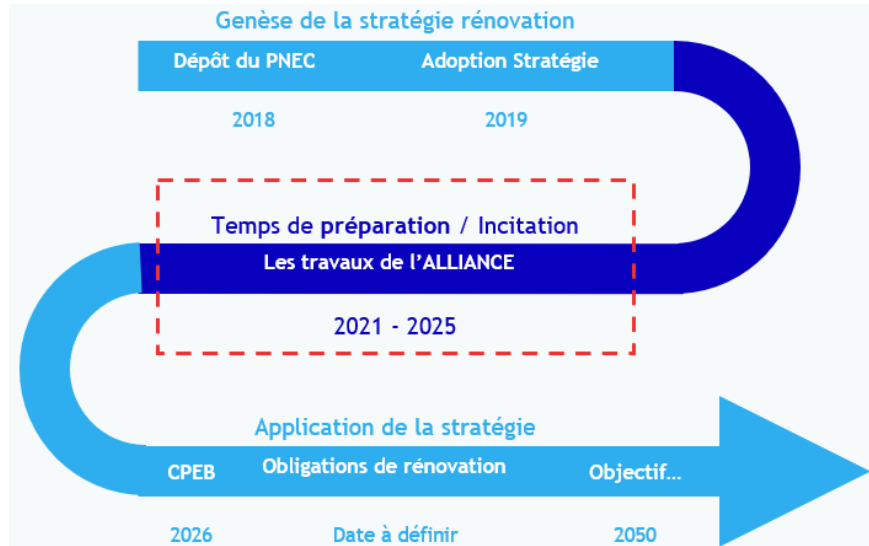 Genèse de la stratégie rénovation
Dépôt du PNEC
Adoption Stratégie
2018
2019
Temps de préparation / Incitation
Les travaux de l'ALLIANCE
2021 - 2025
Application de la stratégie
CPEB
Obligations de rénovation
Objectif...
2026
Date à définir
2050